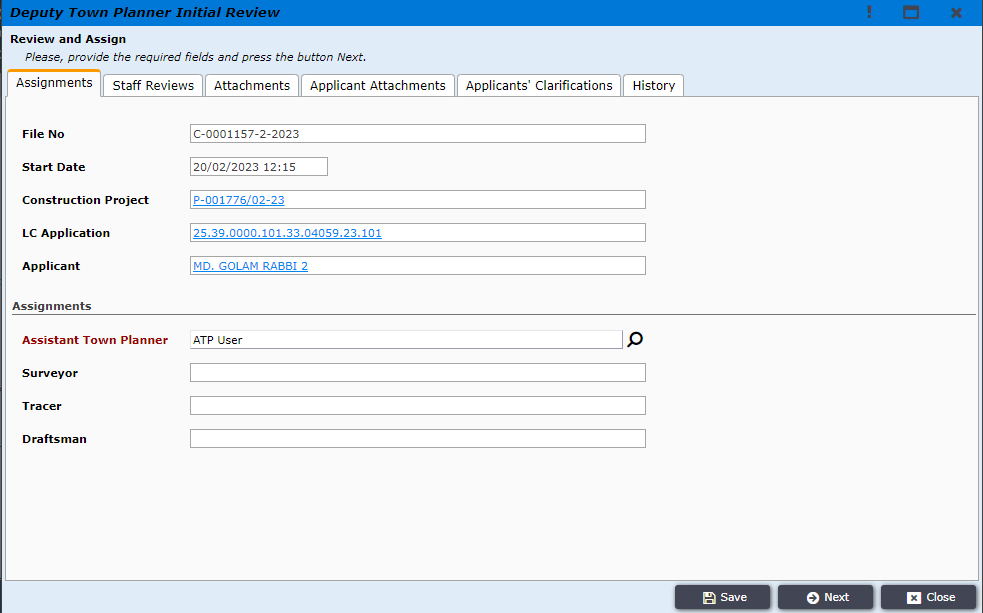 Deputy Town Planner Initial Review
Review and Assign
Please, provide the required fields and press the button Next.
Assignments Staff Reviews Attachments Applicant Attachments Applicants' Clarifications History
File No C-0001157-2-2023
Start Date 20/02/2023 12:15
Construction Project P-001776/02-23
LC Application 25.39.0000.101.33.04059.23.101
Applicant MD. GOLAM RABBI 2
Assignments
Assistant Town Planner ATP User
Surveyor
Tracer
Draftsman
Save Next Close